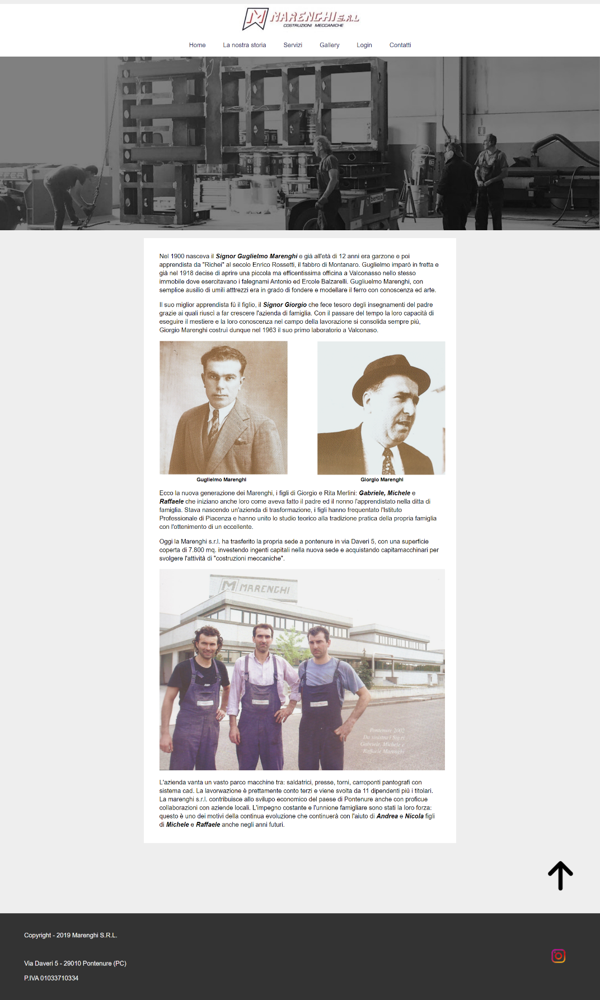 MARENGHI S.R.L
COSTRUZIONI MECCANICHE
Home La nostra storia Servizi Gallery Login Contatti
bertola
Nel 1900 nasceva il Signor Guglielmo Marenghi e già all'età di 12 anni era garzone e poi
apprendista da "Richei" al secolo Enrico Rossetti, il fabbro di Montanaro. Guglielmo imparò in fretta e
già nel 1918 decise di aprire una piccola ma efficentissima officina a Valconasso nello stesso
immobile dove esercitavano i falegnami Antonio ed Ercole Balzarelli. Gugliuelmo Marenghi, con
semplice ausilio di umili atttrezzi era in grado di fondere e modellare il ferro con conoscenza ed arte.
Il suo miglior apprendista fù il figlio, il Signor Giorgio che fece tesoro degli insegnamenti del padre
grazie ai quali riuscì a far crescere l'azienda di famiglia. Con il passare del tempo la loro capacità di
eseguire il mestiere e la loro conoscenza nel campo della lavorazione si consolida sempre più,
Giorgio Marenghi costruì dunque nel 1963 il suo primo laboratorio a Valconaso.
Guglielmo Marenghi
Giorgio Marenghi
Ecco la nuova generazione dei Marenghi, i figli di Giorgio e Rita Merlini: Gabriele, Michele e
Raffaele che iniziano anche loro come aveva fatto il padre ed il nonno l'apprendistato nella ditta di
famiglia. Stava nascendo un'azienda di trasformazione, i figli hanno frequentato l'Istituto
Professionale di Piacenza e hanno unito lo studio teorico alla tradizione pratica della propria famiglia
con l'ottenimento di un eccellente.
Oggi la Marenghi s.r.l. ha trasferito la propria sede a pontenure in via Daveri 5, con una superficie
coperta di 7.800 mq. investendo ingenti capitali nella nuova sede e acquistando capitamacchinari per
svolgere l'attività di "costruzioni meccaniche".
MARENGHI
Pontenure 2002
Da sinistra i Sig.ri
Gabriele, Michele e
Raffaele Marenghi
L'azienda vanta un vasto parco macchine tra: saldatrici, presse, torni, carroponti pantografi con
sistema cad. La lavorwazione è prettamente conto terzi e viene svolta da 11 dipendenti più i titolari.
La marenghi s.r.l. contribuisce allo svilupo economico del paese di Pontenure anche con proficue
collaborazioni con aziende locali. L'impegno costante e l'unnione famigliare sono stati la loro forza:
questo è uno dei motivi della continua evoluzione che continuerà con l'aiuto di Andrea e Nicola figli
di Michele e Raffaele anche negli anni futuri.
Copyright - 2019 Marenghi S.R.L.
Via Daveri 5 - 29010 Pontenure (PC)
P.IVA 01033710334